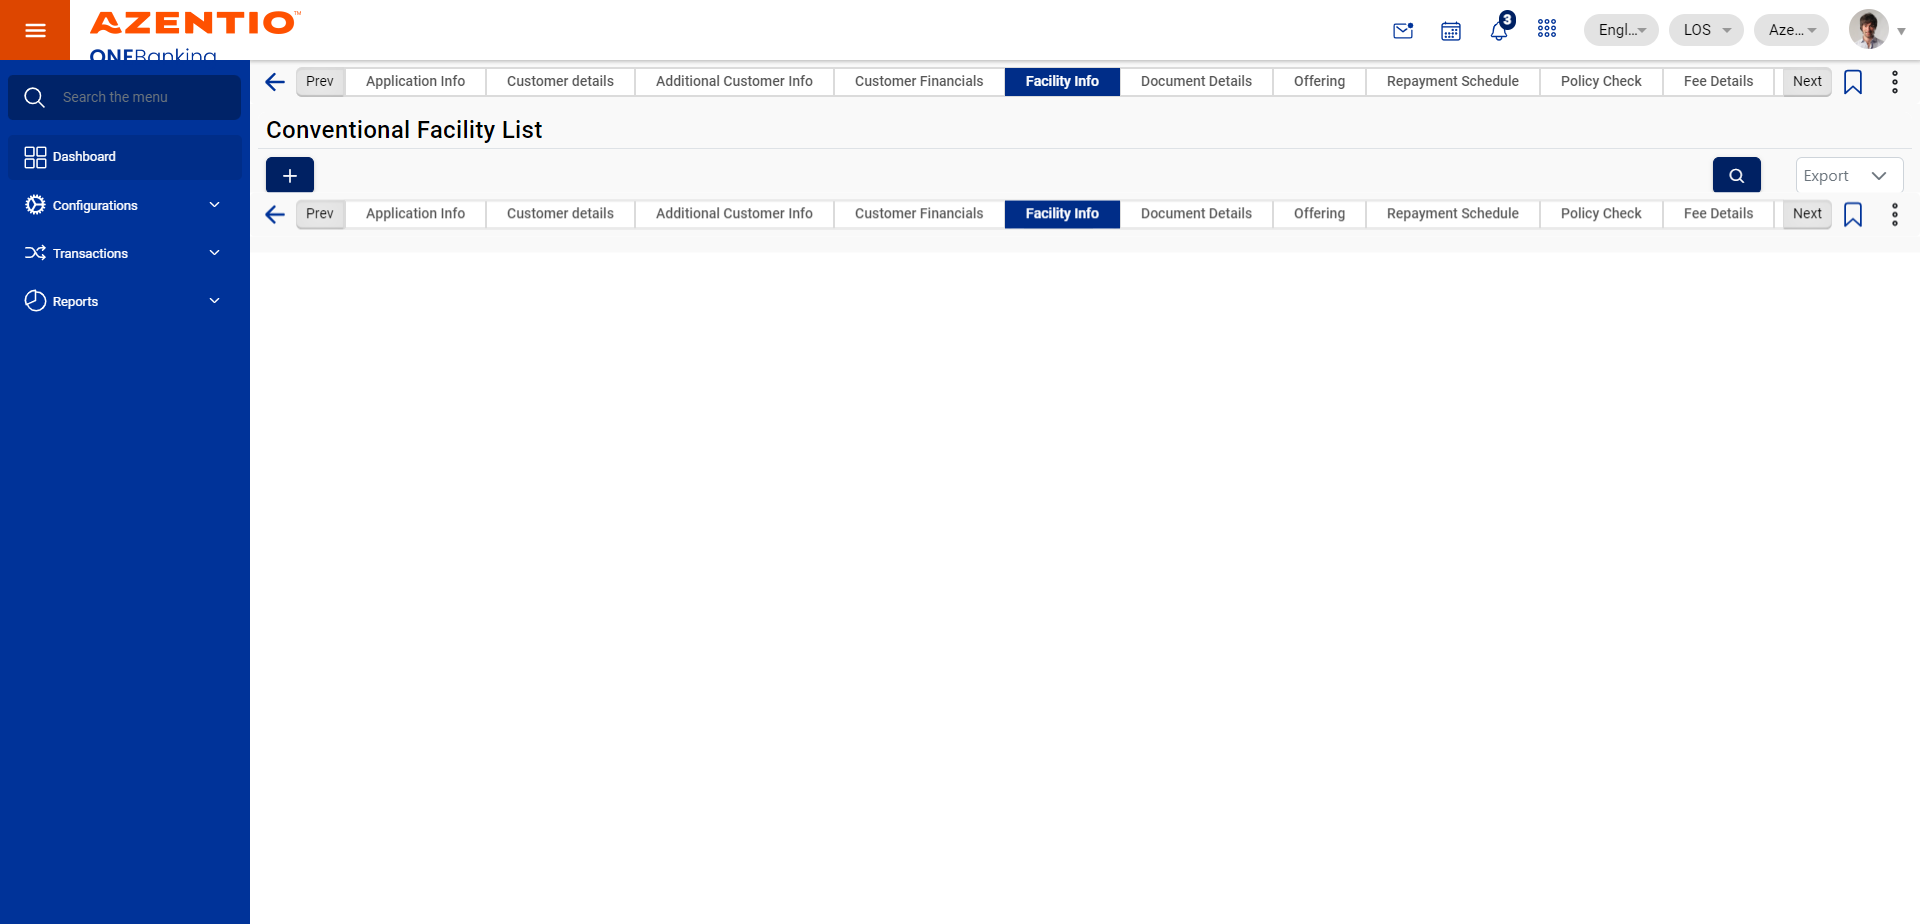 AZENTIO™
ONEBanking
3
Engl... LOS Aze...
Search the menu
Dashboard
Configurations
Transactions
Reports
Prev Application Info Customer details Additional Customer Info Customer Financials Facility Info Document Details Offering Repayment Schedule Policy Check Fee Details Next
Conventional Facility List
+ Export
Prev Application Info Customer details Additional Customer Info Customer Financials Facility Info Document Details Offering Repayment Schedule Policy Check Fee Details Next